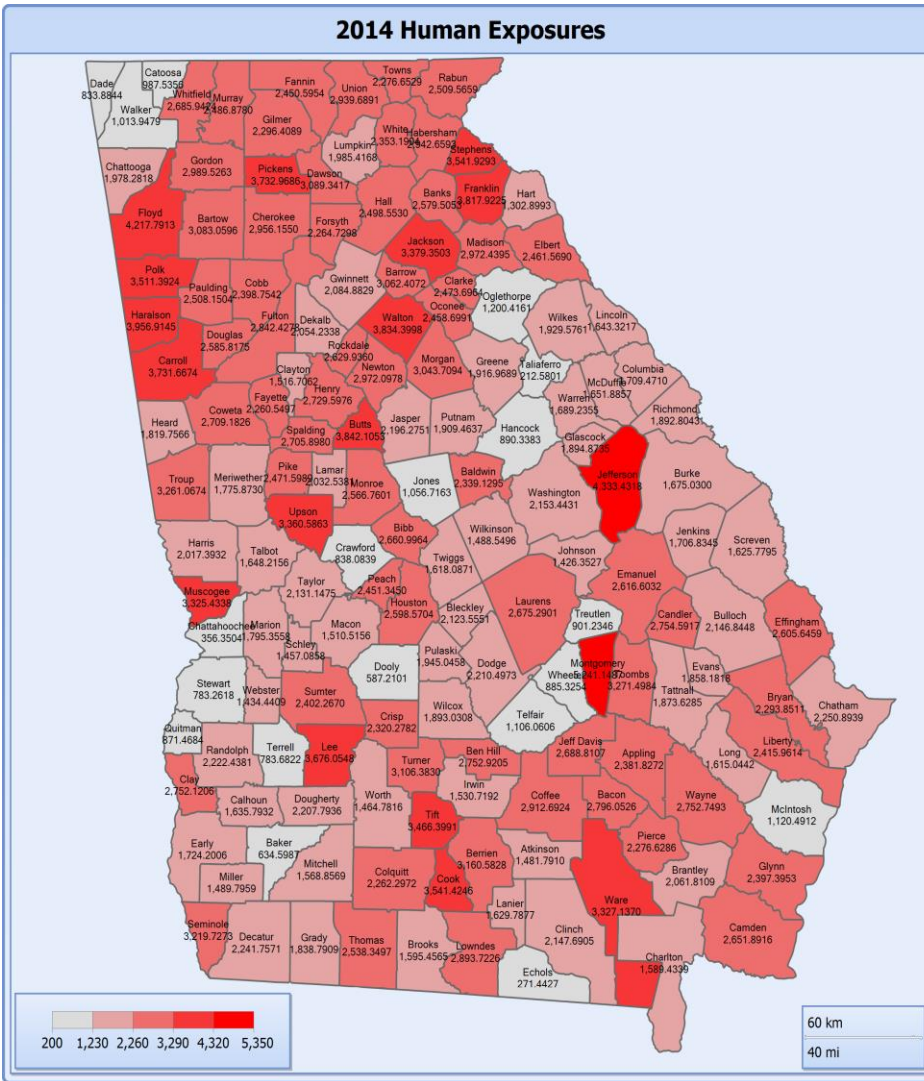 2014 Human Exposures
Dade
833.8844
Catoosa
987.5355
Walker
1,013.9479
Whitfield
2,685.9424
Murray
2,486.8780
Fannin
2,450.5954
Gilmer
2,296.4089
Union
2,939.6891
Towns
2,276.6529
Rabun
2,509.5659
Lumpkin
1,985.4168
White
2,353.1994
Habersham
2,942.6593
Stephens
3,541.9293
Chattooga
1,978.2818
Gordon
2,989.5263
Pickens
3,732.9686
Dawson
3,089.3417
Hall
2,498.5530
Banks
2,579.5053
Franklin
3,817.9225
Hart
1,302.8993
Floyd
4,217.7913
Bartow
3,083.0596
Cherokee
2,956.1550
Forsyth
2,264.7298
Jackson
3,379.3503
Madison
2,972.4395
Elbert
2,461.5690
Polk
3,511.3924
Paulding
2,508.1504
Cobb
2,398.7542
Gwinnett
2,084.8829
Barrow
3,062.4072
Clarke
2,473.6964
Oconee
2,458.6991
Oglethorpe
1,200.4161
Wilkes
1,929.5761
Lincoln
1,643.3217
Haralson
3,956.9145
Douglas
2,585.8175
Fulton
2,842.4278
Dekalb
2,054.2338
Walton
3,834.3998
Rockdale
2,629.9360
Carroll
3,731.6674
Clayton
1,516.7062
Newton
2,972.0978
Morgan
3,043.7094
Greene
1,916.9689
Taliaferro
212.5801
McDuffie
1,651.8857
Columbia
1,709.4710
Warren
1,689.2355
Richmond
1,892.8043
Heard
1,819.7566
Coweta
2,709.1826
Fayette
2,260.5497
Henry
2,729.5976
Spalding
2,705.8980
Butts
3,842.1053
Jasper
2,196.2751
Putnam
1,909.4637
Hancock
890.3383
Glascock
1,894.8735
Jefferson
4,333.4318
Burke
1,675.0300
Troup
3,261.0674
Meriwether
1,775.8730
Pike
2,471.5989
Lamar
2,032.5381
Monroe
2,566.7601
Jones
1,056.7163
Baldwin
2,339.1295
Washington
2,153.4431
Upson
3,360.5863
Crawford
838.0839
Bibb
2,660.9964
Wilkinson
1,488.5496
Johnson
1,426.3527
Jenkins
1,706.8345
Screven
1,625.7795
Harris
2,017.3932
Talbot
1,648.2156
Taylor
2,131.1475
Peach
2,451.3450
Twiggs
1,618.0871
Laurens
2,675.2901
Emanuel
2,616.6032
Muscogee
3,325.4338
Chattahoochee
356.3504
Marion
1,795.3558
Schley
1,457.0858
Macon
1,510.5156
Houston
2,598.5704
Bleckley
2,123.5551
Treutlen
901.2346
Candler
2,754.5917
Bulloch
2,146.8448
Effingham
2,605.6459
Stewart
783.2618
Webster
1,434.4409
Sumter
2,402.2670
Dooly
587.2101
Pulaski
1,945.0458
Dodge
2,210.4973
Wheeler
885.3254
Montgomery
Toombs
3,271.4984
Tattnall
1,873.6285
Evans
1,858.1818
Bryan
2,293.8511
Chatham
2,250.8939
Quitman
871.4684
Randolph
2,222.4381
Terrell
783.6822
Lee
3,676.0548
Crisp
2,320.2782
Wilcox
1,893.0308
Telfair
1,106.0606
Jeff Davis
2,688.8107
Appling
2,381.8272
Long
1,615.0442
Liberty
2,415.9614
Clay
2,752.1206
Calhoun
1,635.7932
Dougherty
2,207.7936
Worth
1,464.7816
Turner
3,106.3830
Ben Hill
2,752.9205
Irwin
1,530.7192
Coffee
2,912.6924
Bacon
2,796.0526
Wayne
2,752.7493
McIntosh
1,120.4912
Early
1,724.2006
Miller
1,489.7959
Baker
634.5987
Mitchell
1,568.8569
Tift
3,466.3991
Berrien
3,160.5828
Atkinson
1,481.7910
Pierce
2,276.6286
Brantley
2,061.8109
Glynn
2,397.3953
Colquitt
2,262.2972
Cook
3,541.4246
Lanier
1,629.7877
Ware
3,327.1370
Seminole
3,219.7273
Decatur
2,241.7571
Grady
1,838.7909
Thomas
2,538.3497
Brooks
1,595.4565
Lowndes
2,893.7226
Clinch
2,147.6905
Echols
271.4427
Charlton
1,589.4339
Camden
2,651.8916
200 1,230 2,260 3,290 4,320 5,350
60 km
40 mi